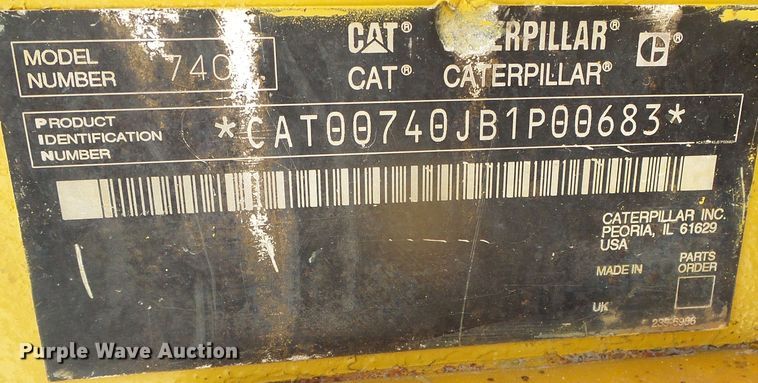 CAT® CATERPILLAR® C®
MODEL NUMBER 740
CAT® CATERPILLAR®
PRODUCT IDENTIFICATION NUMBER *CAT00740JB1P00683*
CATERPILLAR INC.
PEORIA, IL 61629
USA
MADE IN
PARTS ORDER
UK
Purple Wave Auction